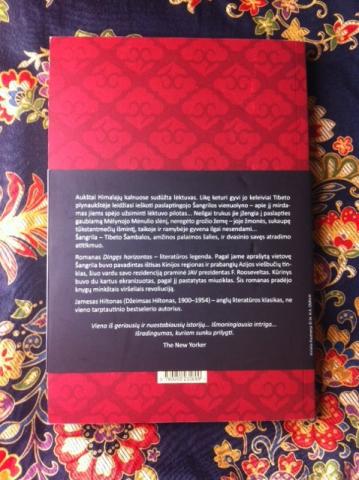 Aukštai Himalajų kalnuose sudūžta lėktuvas. Likę keturi gyvi jo keleiviai Tibeto
plynaukštėje leidžiasi ieškoti paslaptingojo Šangrilos vienuolyno – apie jį mirda-
mas jiems spėjo užsiminti lėktuvo pilotas... Neilgai trukus jie įžengia į paslapties
gaubiamą Mėlynojo Mėnulio slėnį, neregėto grožio žemę – joje žmonės, sukaupę
tūkstantmečių išmintį, taikoje ir ramybėje gyvena ilgai nesendami...
Šangrila – Tibeto Šambalos, amžinos palaimos šalies, ir dvasinio savęs atradimo
atitikmuo.
Romanas Dingęs horizontas – literatūros legenda. Pagal jame aprašytą vietovę
Šangrila buvo pavadintas ištisas Kinijos regionas ir prabangių Azijos viešbučių tin-
klas, šiuo vardu savo rezidenciją praminė JAV prezidentas F. Rooseveltas. Kūrinys
buvo du kartus ekranizuotas, pagal jį pastatytas miuziklas. Šis romanas pradėjo
knygų minkštais viršeliais revoliuciją.
Jamesas Hiltonas (Džeimsas Hiltonas, 1900–1954) – anglų literatūros klasikas, ne
vieno tarptautinio bestselerio autorius.
Viena iš geriausių ir nuostabiausių istorijų... Išmoningiausia intriga...
išradingumas, kuriam sunku prilygti.
The New Yorker